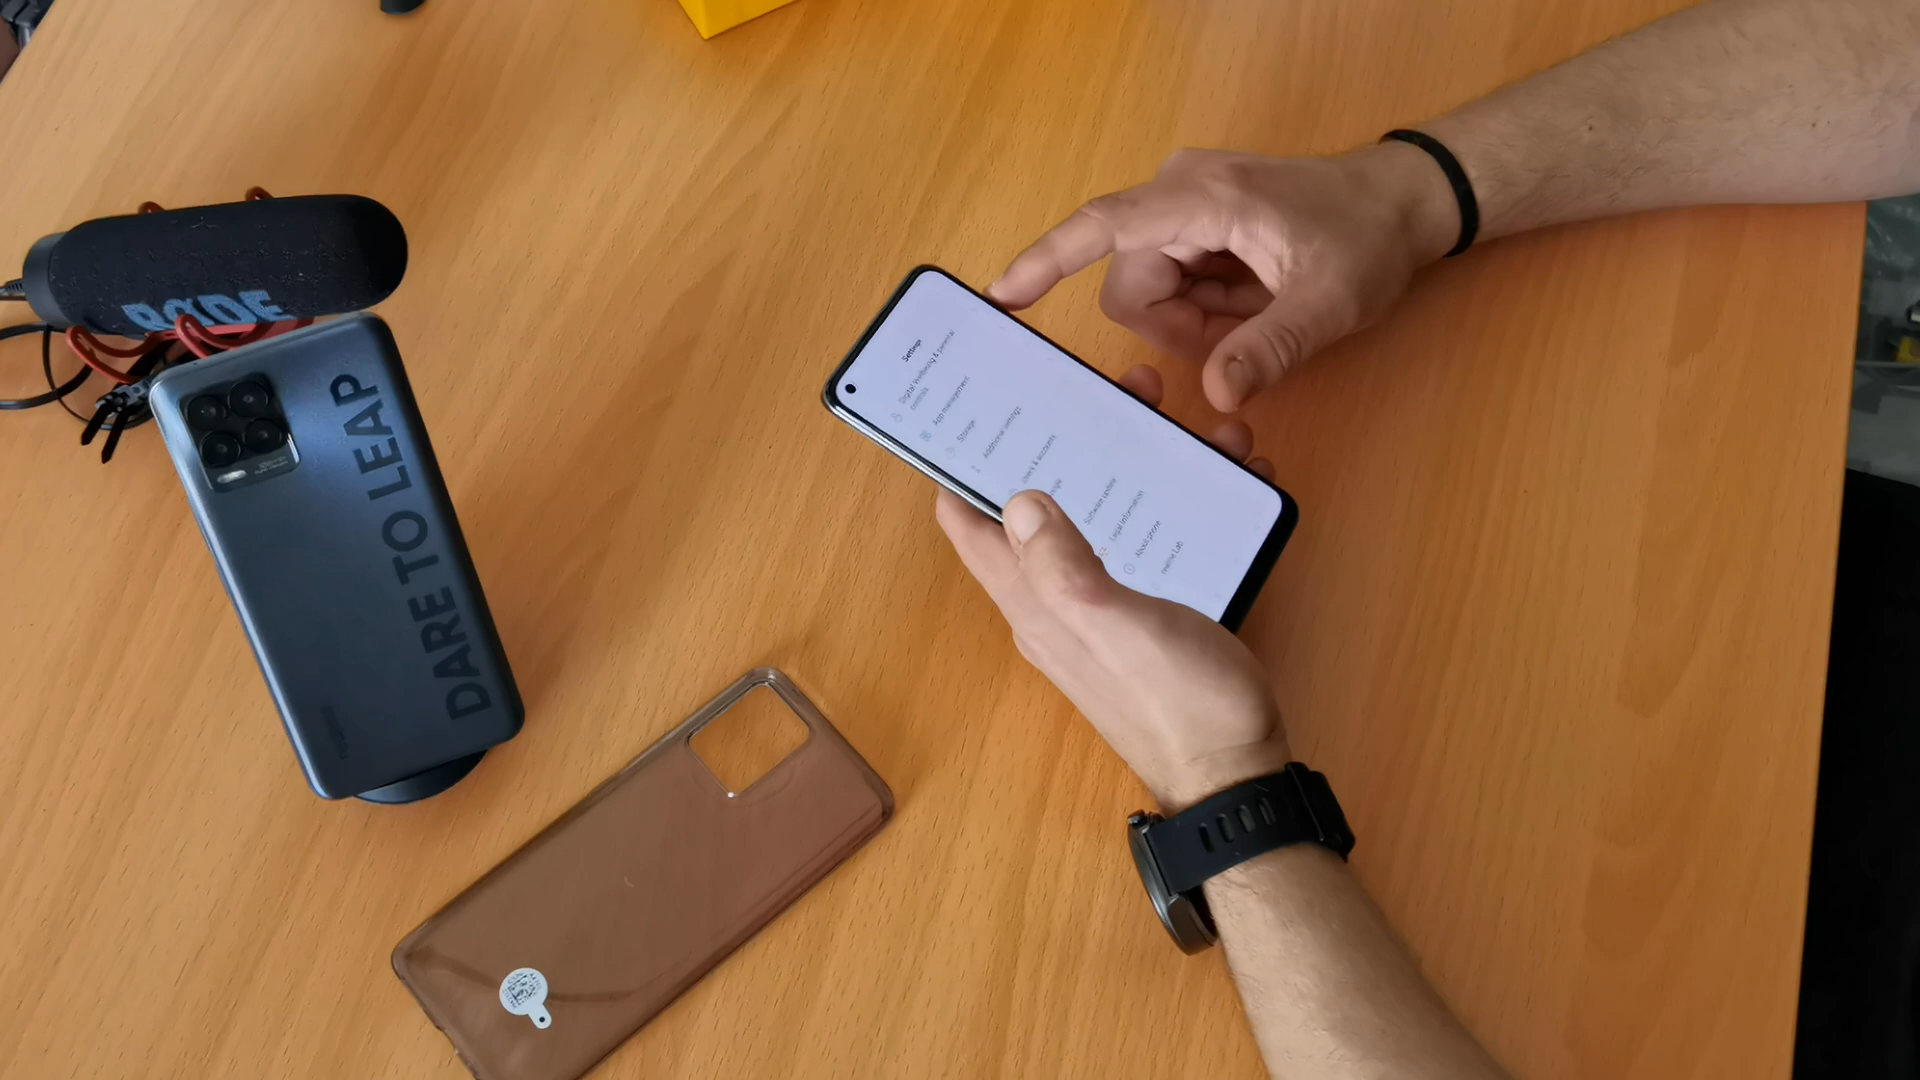 RØDE
DARE TO LEAP
realme
Settings
Digital Wellbeing & parental
controls
App management
Storage
Additional settings
Users & accounts
Software update
Legal information
About phone
realme Lab